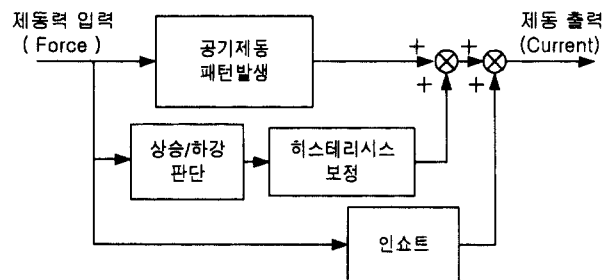 제동력 입력
( Force )
공기제동
패턴발생
제동 출력
(Current)
+
+
+
+
상승/하강
판단
히스테리시스
보정
인쇼트